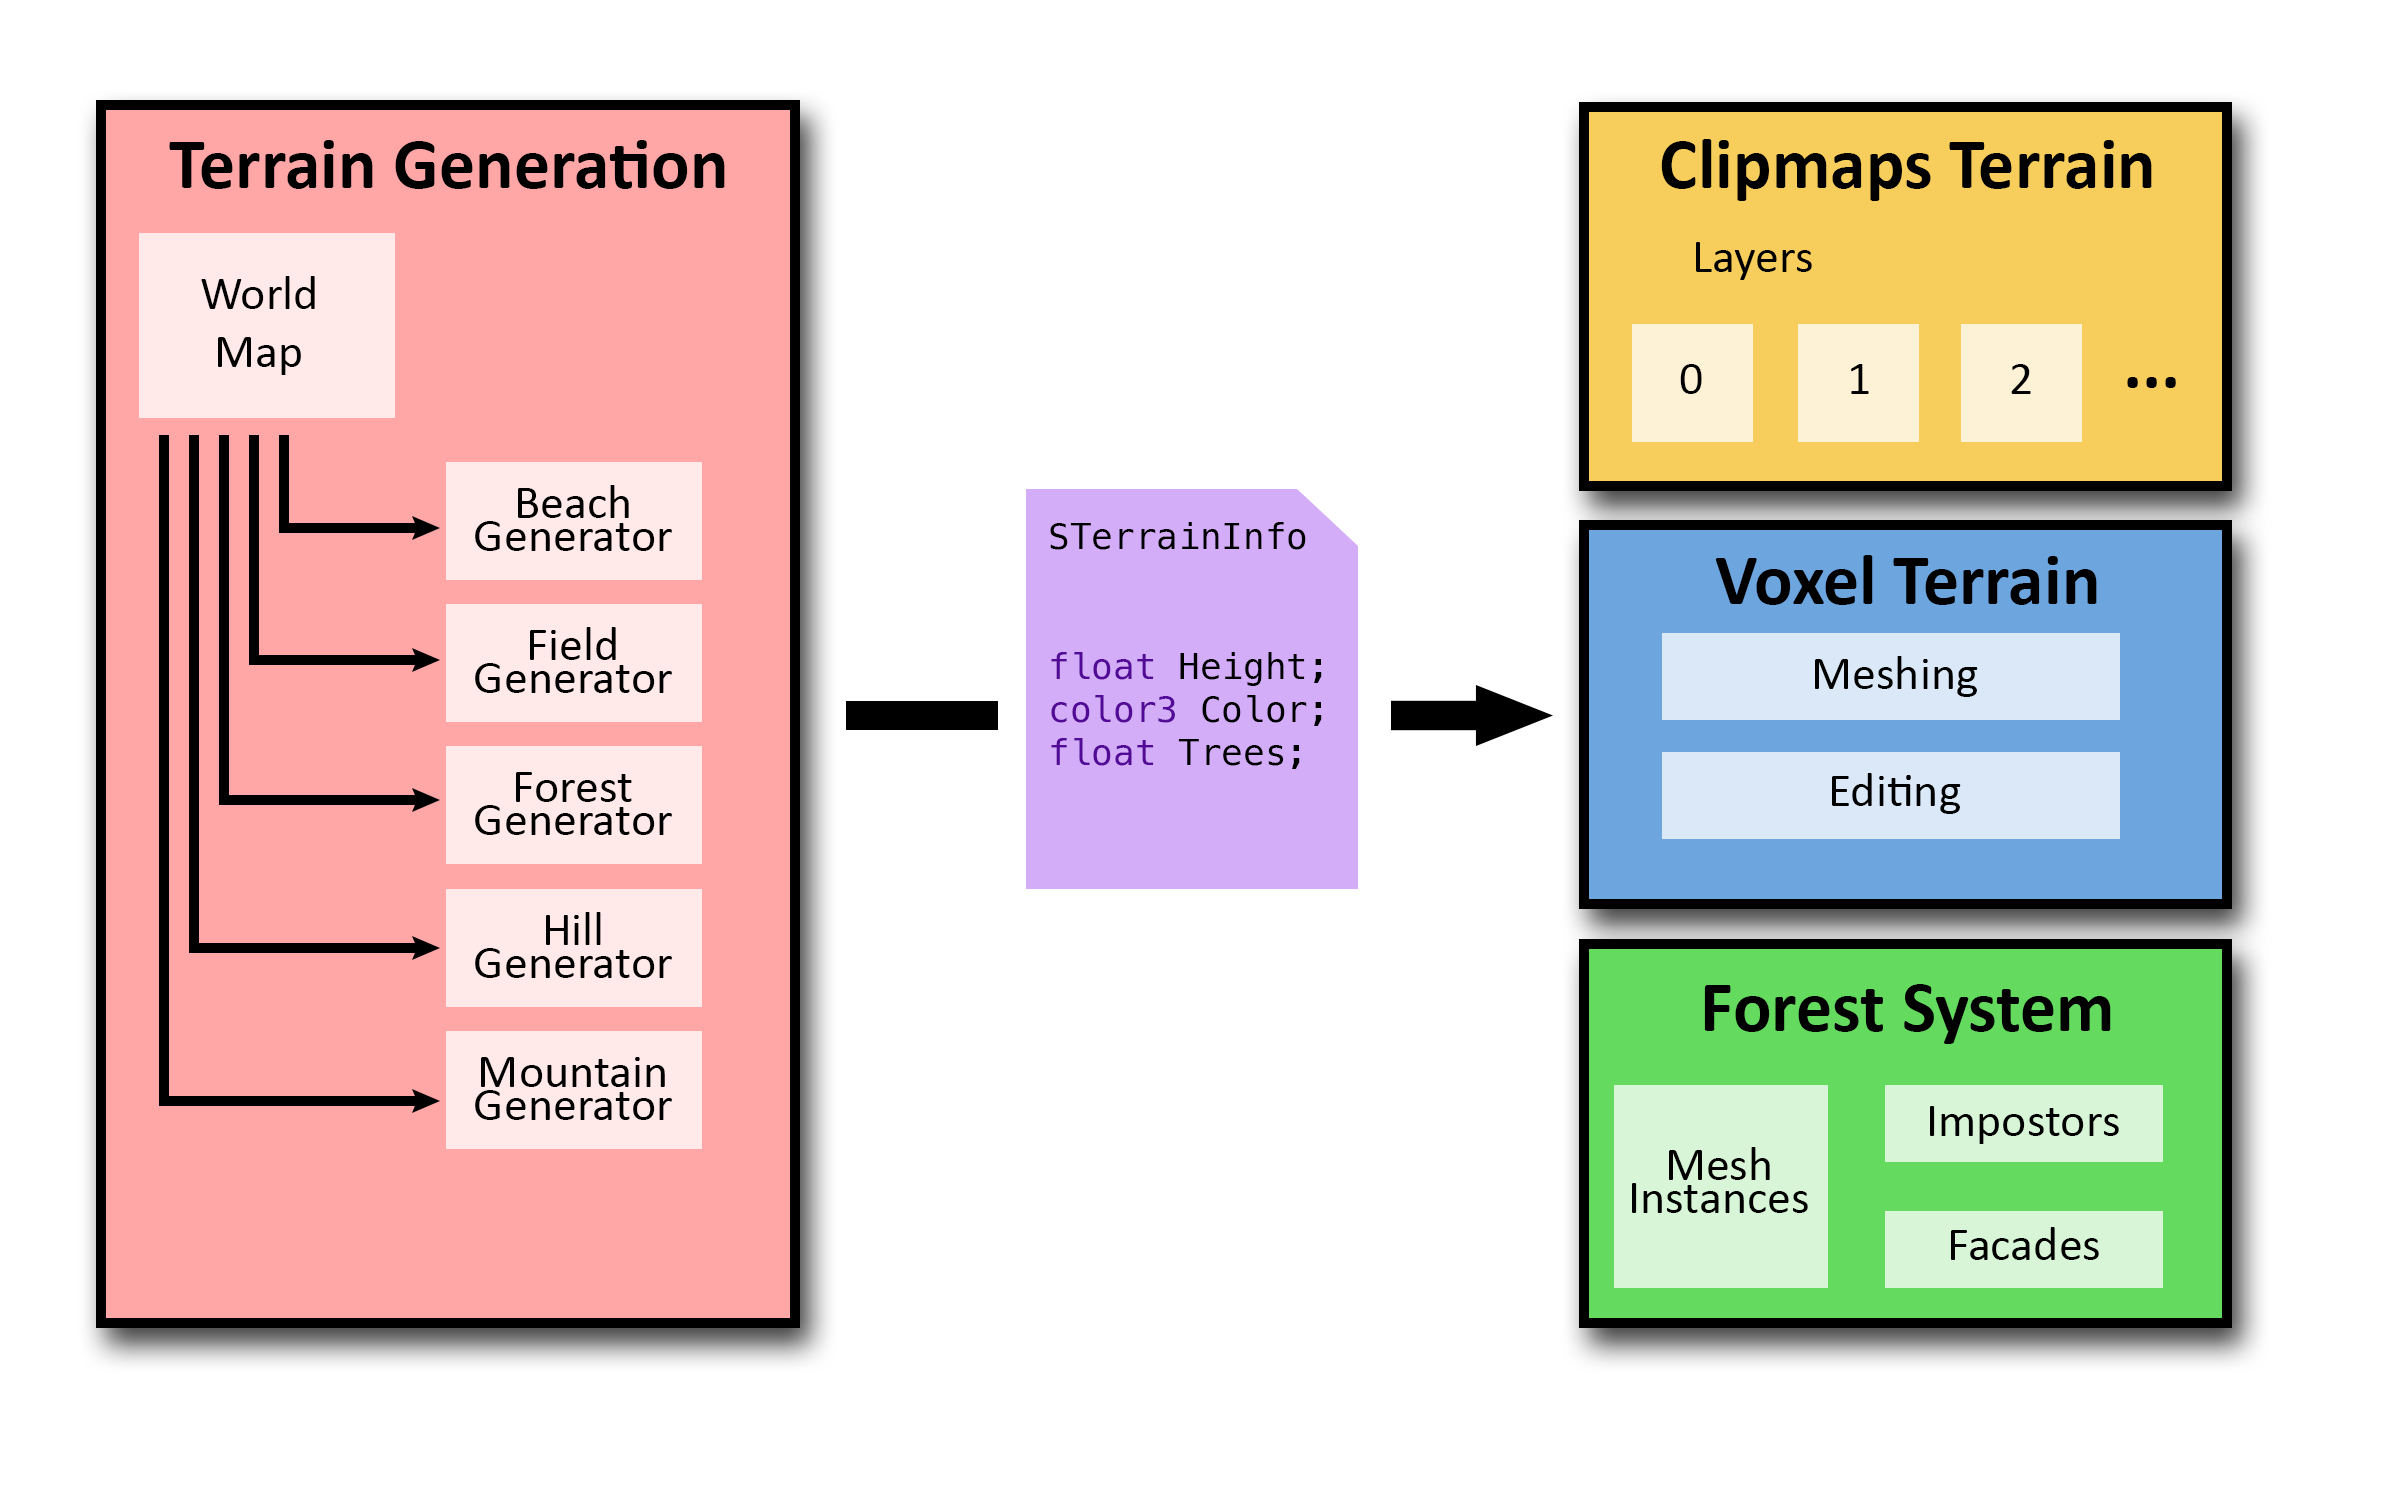 Terrain Generation
World
Map
Beach
Generator
Field
Generator
Forest
Generator
Hill
Generator
Mountain
Generator
STerrainInfo
float Height;
color3 Color;
float Trees;
Clipmaps Terrain
Layers
0
1
2
...
Voxel Terrain
Meshing
Editing
Forest System
Mesh
Instances
Impostors
Facades